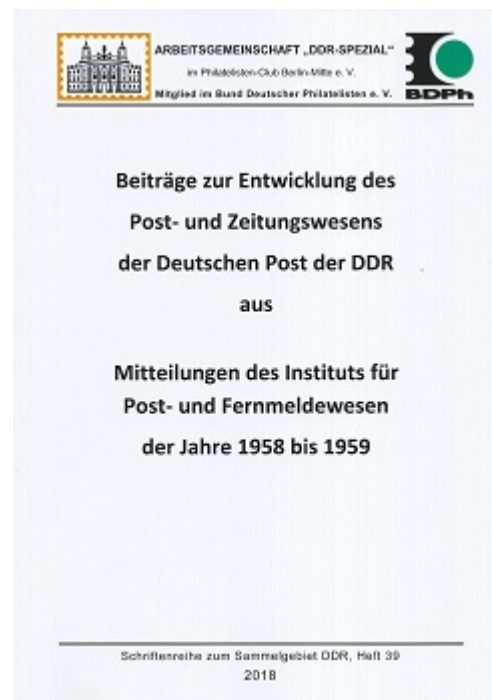 ARBEITSGEMEINSCHAFT „DDR-SPEZIAL“
im Philatelisten-Club Berlin-Mitte e. V.
Mitglied im Bund Deutscher Philatelisten e. V.
BDPh
Beiträge zur Entwicklung des
Post- und Zeitungswesens
der Deutschen Post der DDR
aus
Mitteilungen des Instituts für
Post- und Fernmeldewesen
der Jahre 1958 bis 1959
Schriftenreihe zum Sammelgebiet DDR, Heft 39
2018